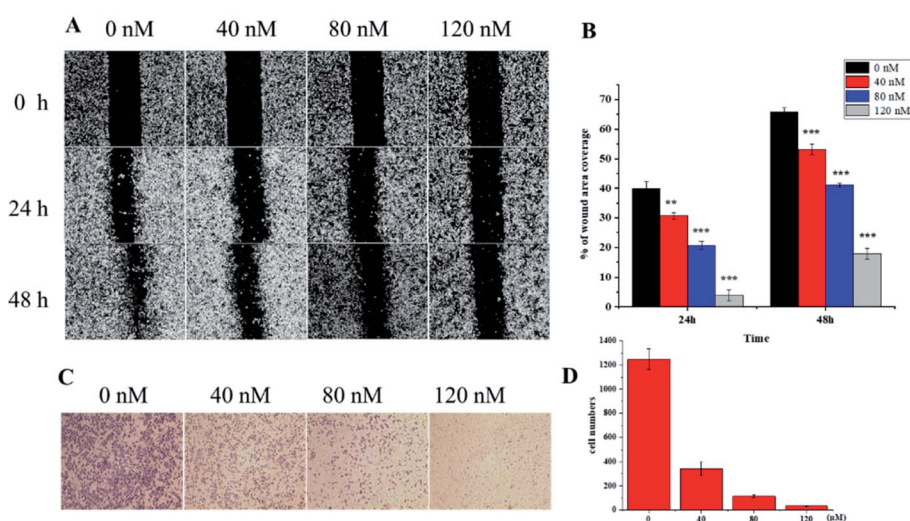 A
0 nM 40 nM 80 nM 120 nM
0 h
24 h
48 h
B
0 nM
40 nM
80 nM
120 nM
% of wound area coverage
70
60
50
40
30
20
10
0
**
***
***
***
***
***
24h 48h
Time
C
0 nM 40 nM 80 nM 120 nM
D
cell numbers
1400
1200
1000
800
600
400
200
0
0 40 80 120 (nM)